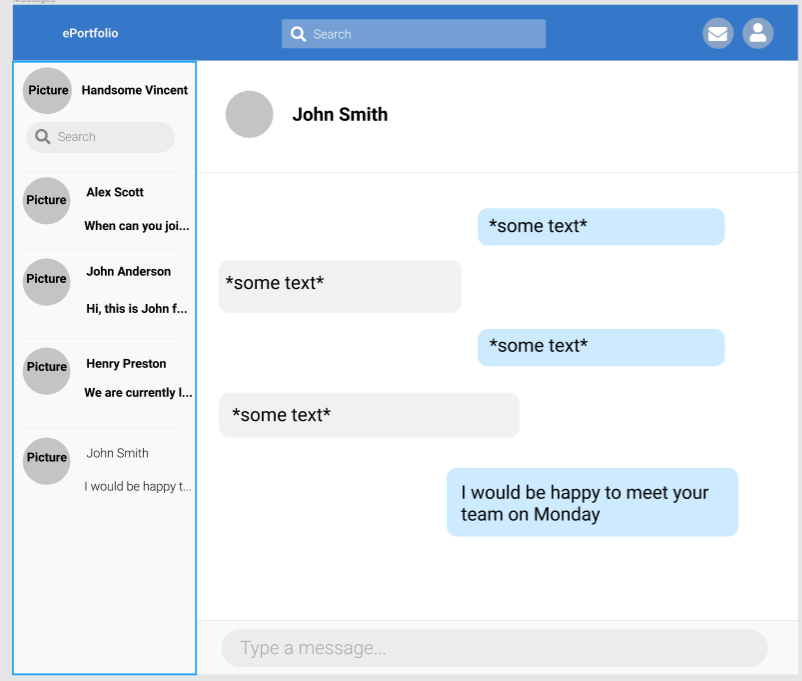 Messages
ePortfolio
Search
Picture
Handsome Vincent
Search
Picture
Alex Scott
When can you joi...
Picture
John Anderson
Hi, this is John f...
Picture
Henry Preston
We are currently l...
Picture
John Smith
I would be happy t...
John Smith
*some text*
*some text*
*some text*
*some text*
I would be happy to meet your
team on Monday
Type a message...